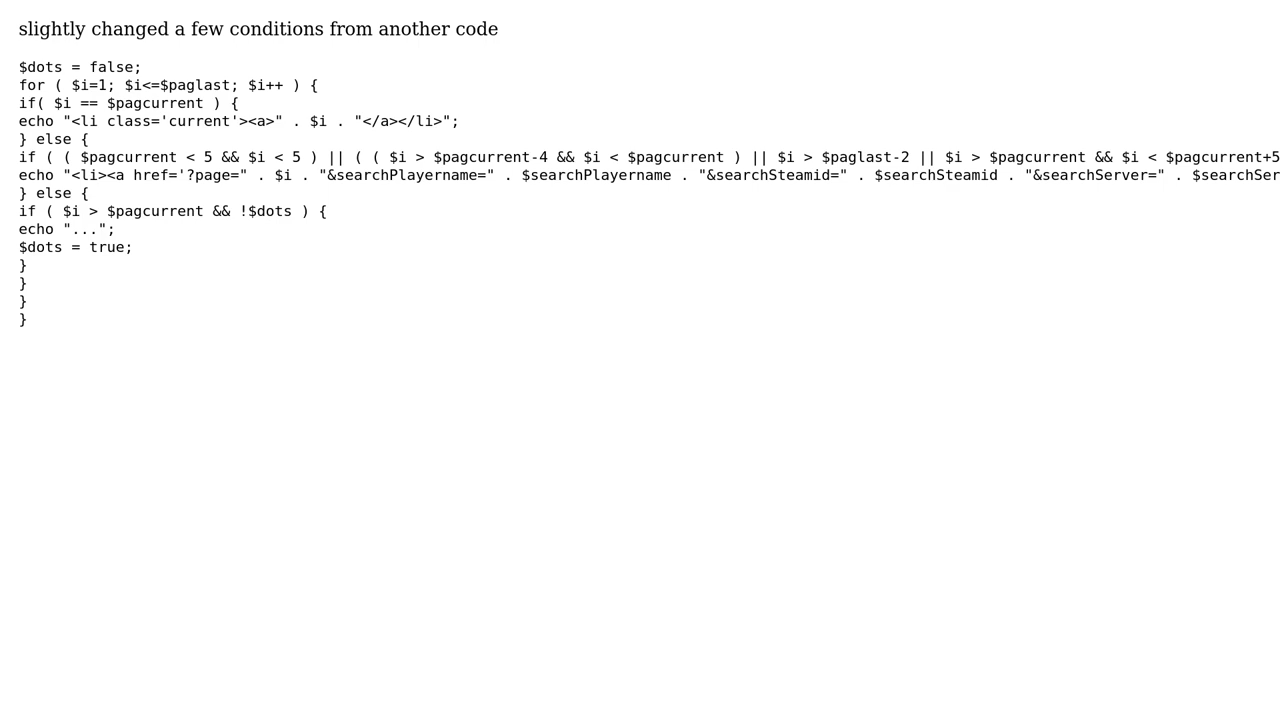 slightly changed a few conditions from another code
$dots = false;
for ( $i=1; $i<=$paglast; $i++ ) {
if( $i == $pagcurrent ) {
echo "<li class='current'><a>" . $i . "</a></li>";
} else {
if ( ( $pagcurrent < 5 && $i < 5 ) || ( ( $i > $pagcurrent-4 && $i < $pagcurrent ) || $i > $paglast-2 || $i > $pagcurrent && $i < $pagcurrent+5
echo "<li><a href='?page=" . $i . "&searchPlayername=" . $searchPlayername . "&searchSteamid=" . $searchSteamid . "&searchServer=" . $searchSer
} else {
if ( $i > $pagcurrent && !$dots ) {
echo "...";
$dots = true;
}
}
}
}